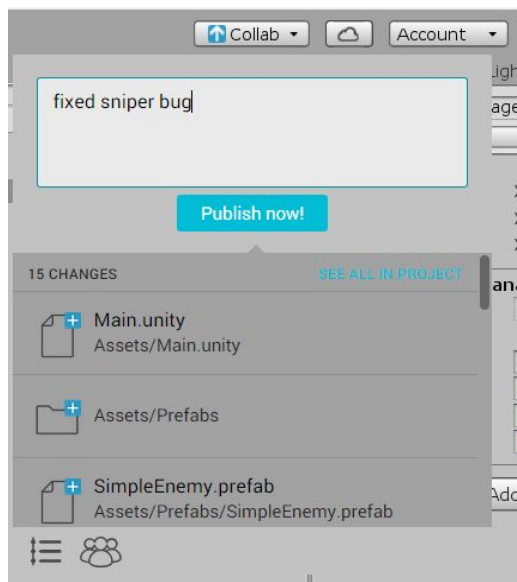 Collab
Account
fixed sniper bug
Publish now!
15 CHANGES
SEE ALL IN PROJECT
Main.unity
Assets/Main.unity
Assets/Prefabs
SimpleEnemy.prefab
Assets/Prefabs/SimpleEnemy.prefab